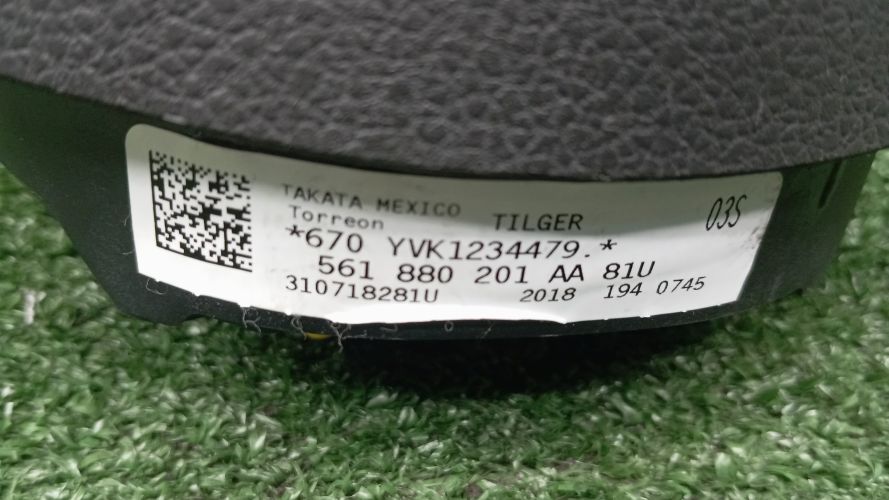 TAKATA MEXICO
Torreon TILGER 03S
*670 YVK1234479.*
561 880 201 AA 81U
310718281U 2018 194 0745